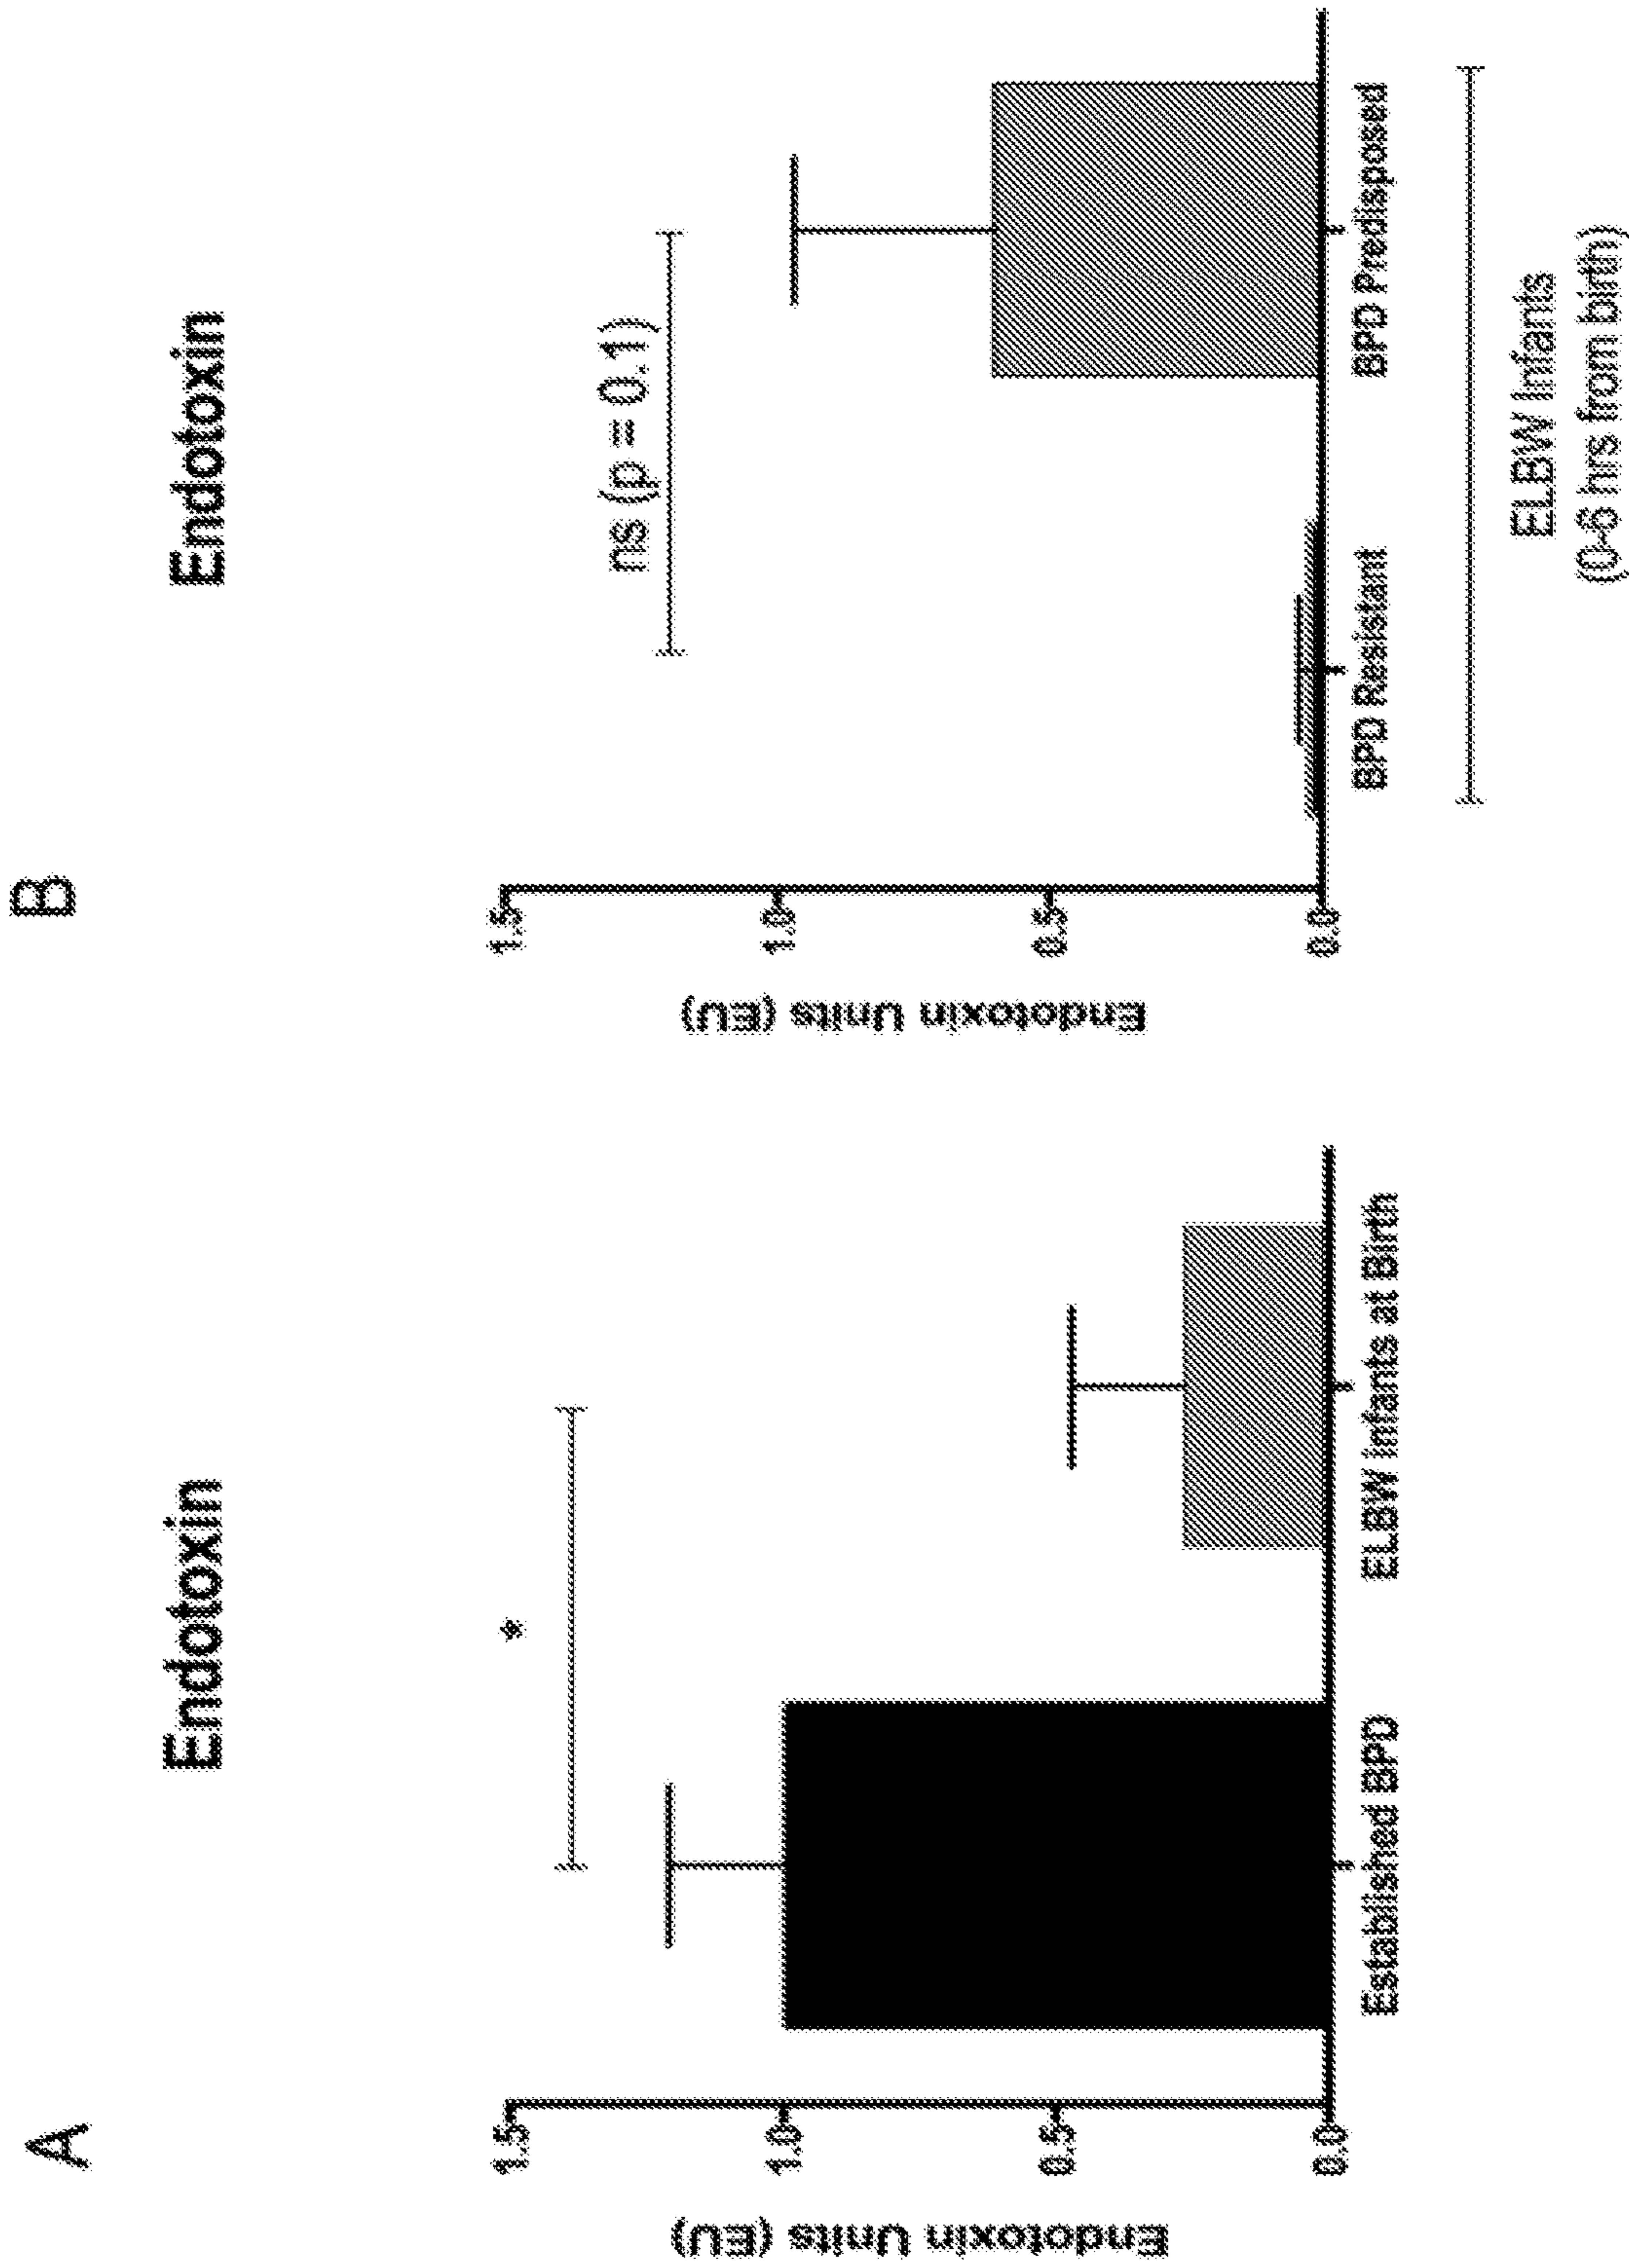 A
Endotoxin
*
Endotoxin Units (EU)
1.5
1.0
0.5
0.0
Established BPD
ELBW infants at Birth
B
Endotoxin
ns (p = 0.1)
Endotoxin Units (EU)
1.5
1.0
0.5
0.0
BPD Resistant
BPD Predisposed
ELBW Infants
(0-6 hrs from birth)